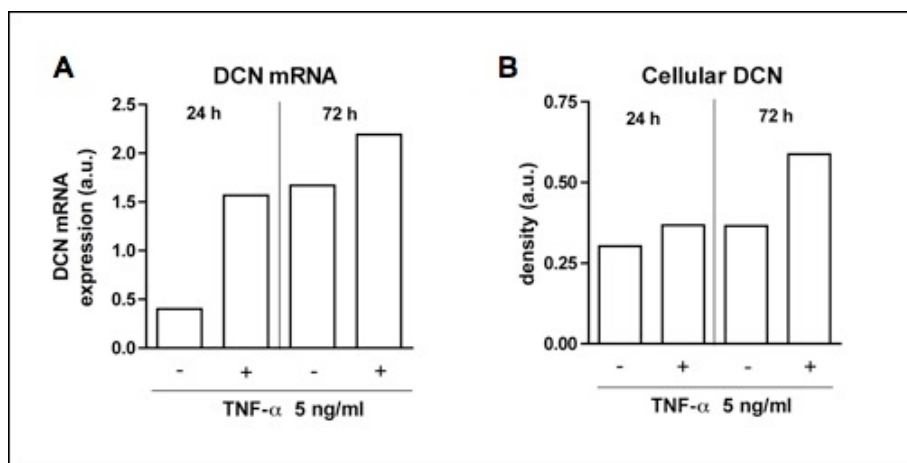 A
DCN mRNA
DCN mRNA
expression (a.u.)
2.5
2.0
1.5
1.0
0.5
0.0
24 h
72 h
- + - +
TNF-α 5 ng/ml
B
Cellular DCN
density (a.u.)
0.75
0.50
0.25
0.00
24 h
72 h
- + - +
TNF-α 5 ng/ml